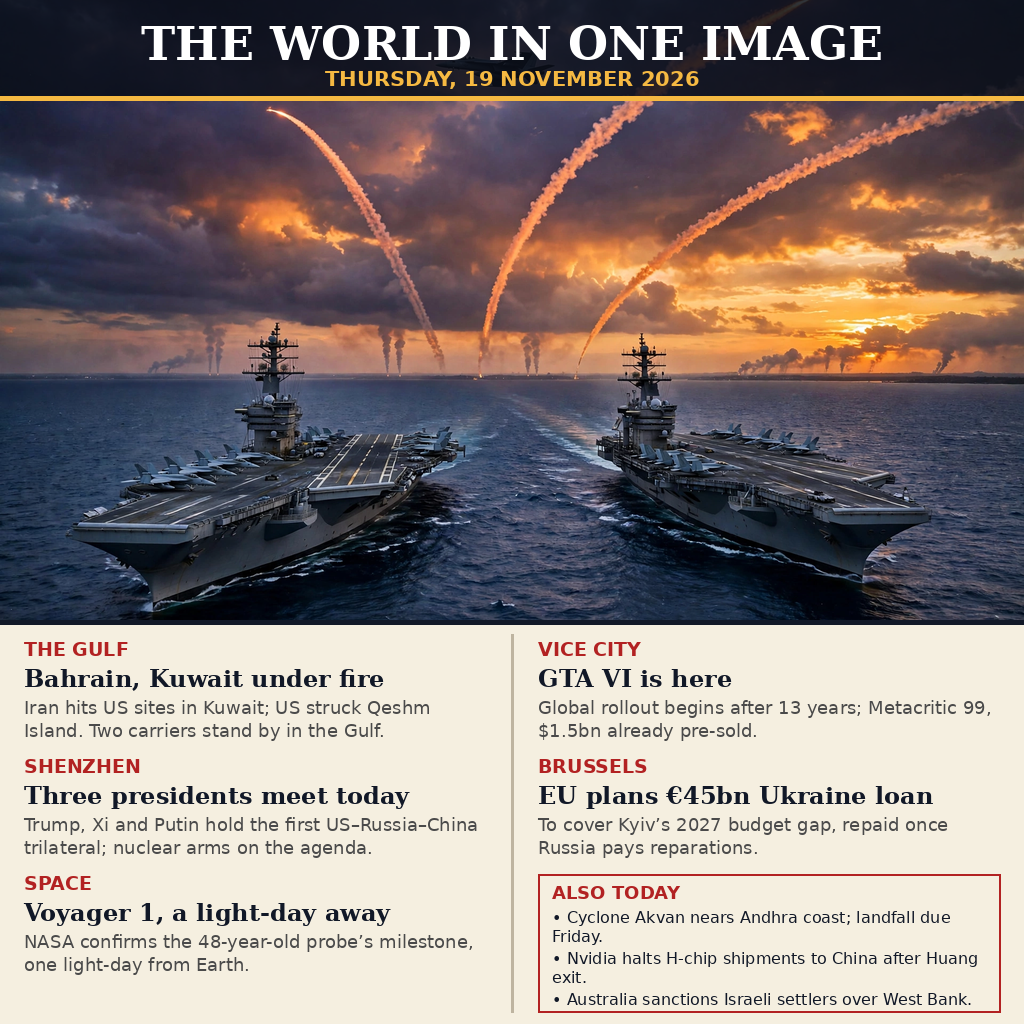 THE WORLD IN ONE IMAGE
THURSDAY, 19 NOVEMBER 2026
THE GULF
Bahrain, Kuwait under fire
Iran hits US sites in Kuwait; US struck Qeshm
Island. Two carriers stand by in the Gulf.
SHENZHEN
Three presidents meet today
Trump, Xi and Putin hold the first US–Russia–China
trilateral; nuclear arms on the agenda.
SPACE
Voyager 1, a light-day away
NASA confirms the 48-year-old probe’s milestone,
one light-day from Earth.
VICE CITY
GTA VI is here
Global rollout begins after 13 years; Metacritic 99,
$1.5bn already pre-sold.
BRUSSELS
EU plans €45bn Ukraine loan
To cover Kyiv’s 2027 budget gap, repaid once
Russia pays reparations.
ALSO TODAY
• Cyclone Akvan nears Andhra coast; landfall due
Friday.
• Nvidia halts H-chip shipments to China after Huang
exit.
• Australia sanctions Israeli settlers over West Bank.